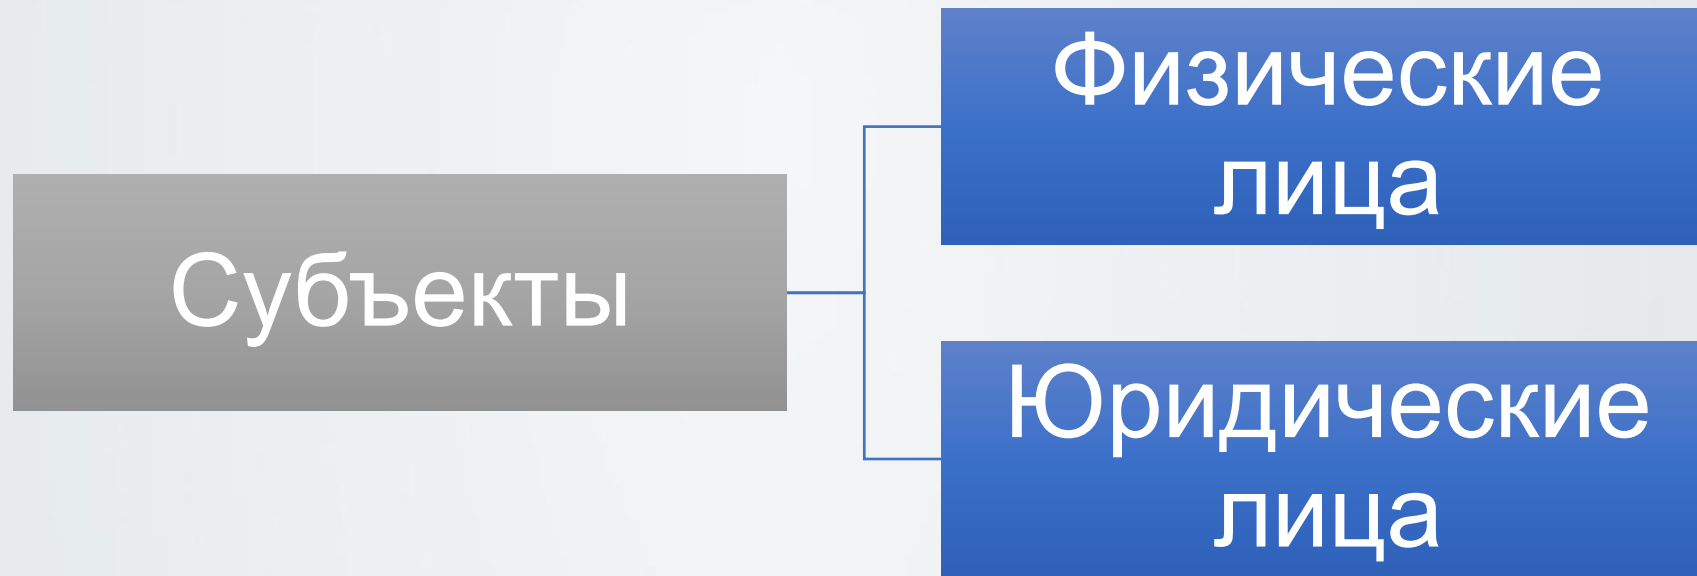 Субъекты
Физические
лица
Юридические
лица